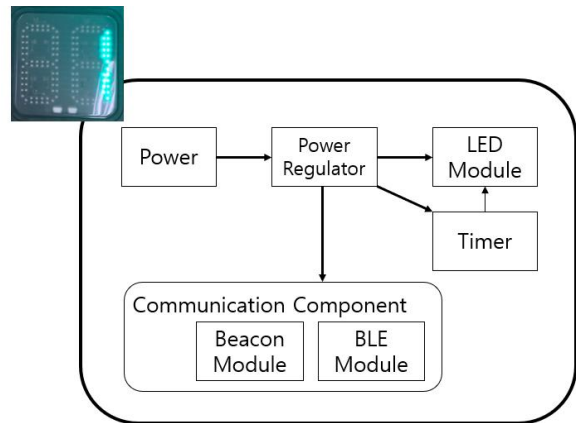 Power
Power
Regulator
LED
Module
Timer
Communication Component
Beacon
Module
BLE
Module